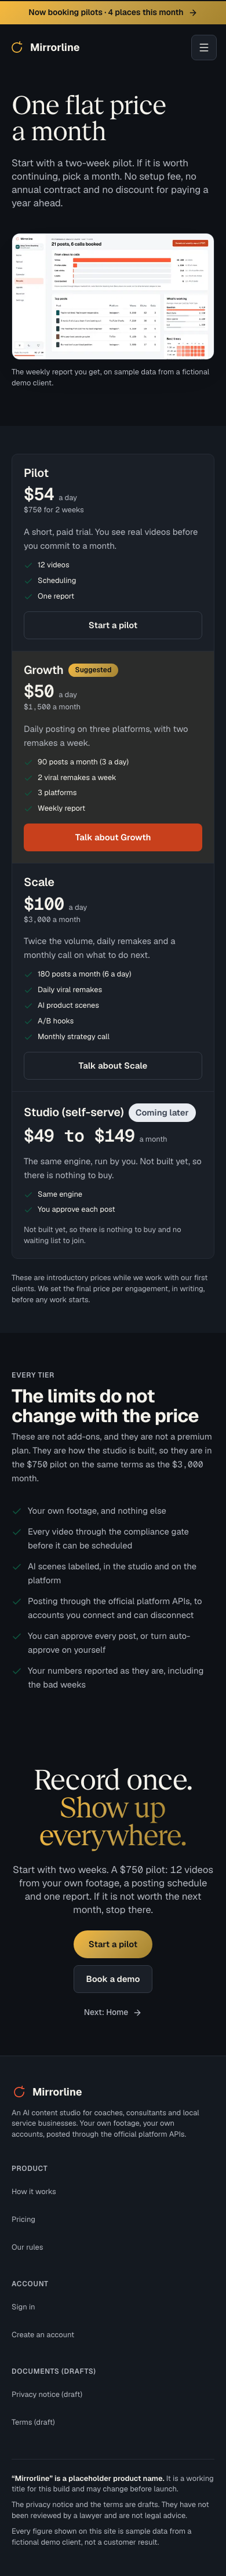 Now booking pilots · 4 places this month →
Mirrorline
One flat price
a month
Start with a two-week pilot. If it is worth
continuing, pick a month. No setup fee, no
annual contract and no discount for paying a
year ahead.
21 posts, 6 calls booked
The weekly report you get, on sample data from a fictional
demo client.
Pilot
$54 a day
$750 for 2 weeks
A short, paid trial. You see real videos before
you commit to a month.
12 videos
Scheduling
One report
Start a pilot
Growth Suggested
$50 a day
$1,500 a month
Daily posting on three platforms, with two
remakes a week.
90 posts a month (3 a day)
2 viral remakes a week
3 platforms
Weekly report
Talk about Growth
Scale
$100 a day
$3,000 a month
Twice the volume, daily remakes and a
monthly call on what to do next.
180 posts a month (6 a day)
Daily viral remakes
AI product scenes
A/B hooks
Monthly strategy call
Talk about Scale
Studio (self-serve) Coming later
$49 to $149 a month
The same engine, run by you. Not built yet, so
there is nothing to buy.
Same engine
You approve each post
Not built yet, so there is nothing to buy and no
waiting list to join.
These are introductory prices while we work with our first
clients. We set the final price per engagement, in writing,
before any work starts.
EVERY TIER
The limits do not
change with the price
These are not add-ons, and they are not a premium
plan. They are how the studio is built, so they are in
the $750 pilot on the same terms as the $3,000
month.
Your own footage, and nothing else
Every video through the compliance gate
before it can be scheduled
AI scenes labelled, in the studio and on the
platform
Posting through the official platform APIs, to
accounts you connect and can disconnect
You can approve every post, or turn auto-
approve on yourself
Your numbers reported as they are, including
the bad weeks
Record once.
Show up
everywhere.
Start with two weeks. A $750 pilot: 12 videos
from your own footage, a posting schedule
and one report. If it is not worth the next
month, stop there.
Start a pilot
Book a demo
Next: Home →
Mirrorline
An AI content studio for coaches, consultants and local
service businesses. Your own footage, your own
accounts, posted through the official platform APIs.
PRODUCT
How it works
Pricing
Our rules
ACCOUNT
Sign in
Create an account
DOCUMENTS (DRAFTS)
Privacy notice (draft)
Terms (draft)
"Mirrorline" is a placeholder product name. It is a working
title for this build and may change before launch.
The privacy notice and the terms are drafts. They have not
been reviewed by a lawyer and are not legal advice.
Every figure shown on this site is sample data from a
fictional demo client, not a customer result.